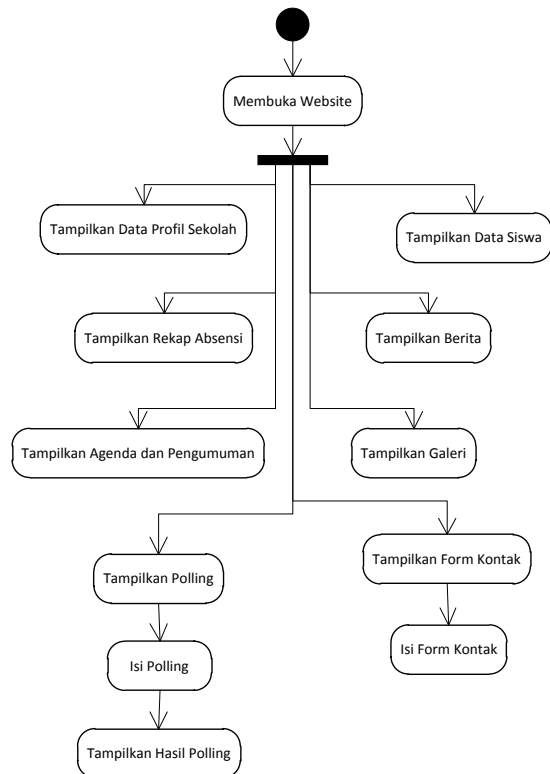 Membuka Website
Tampilkan Data Profil Sekolah
Tampilkan Data Siswa
Tampilkan Rekap Absensi
Tampilkan Berita
Tampilkan Agenda dan Pengumuman
Tampilkan Galeri
Tampilkan Polling
Tampilkan Form Kontak
Isi Polling
Isi Form Kontak
Tampilkan Hasil Polling